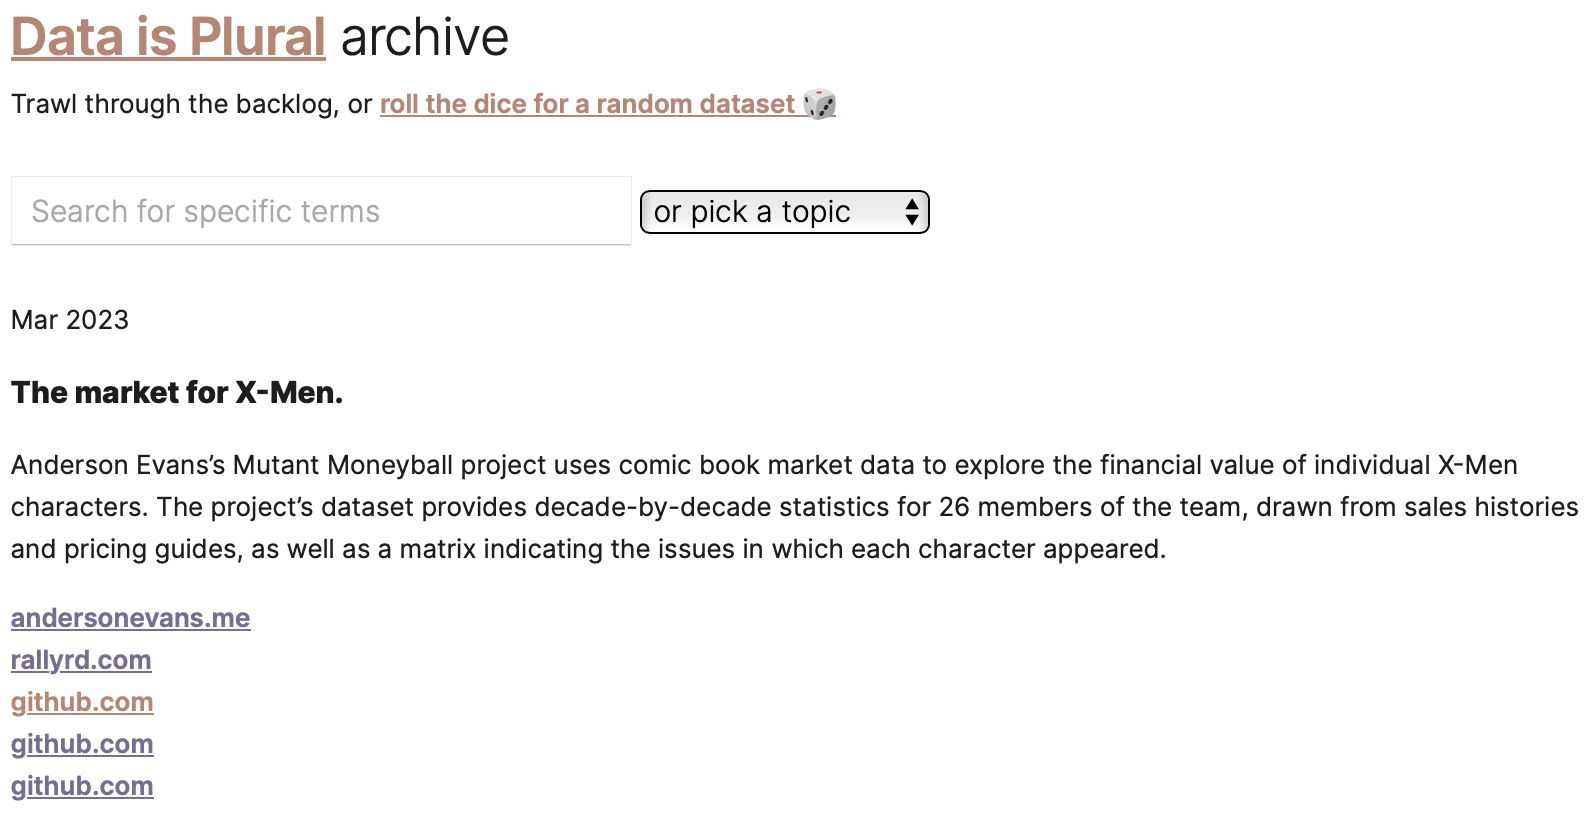 Data is Plural archive
Trawl through the backlog, or roll the dice for a random dataset 🎲
Search for specific terms
or pick a topic
Mar 2023
The market for X-Men.
Anderson Evans’s Mutant Moneyball project uses comic book market data to explore the financial value of individual X-Men
characters. The project’s dataset provides decade-by-decade statistics for 26 members of the team, drawn from sales histories
and pricing guides, as well as a matrix indicating the issues in which each character appeared.
andersonevans.me
rallyrd.com
github.com
github.com
github.com